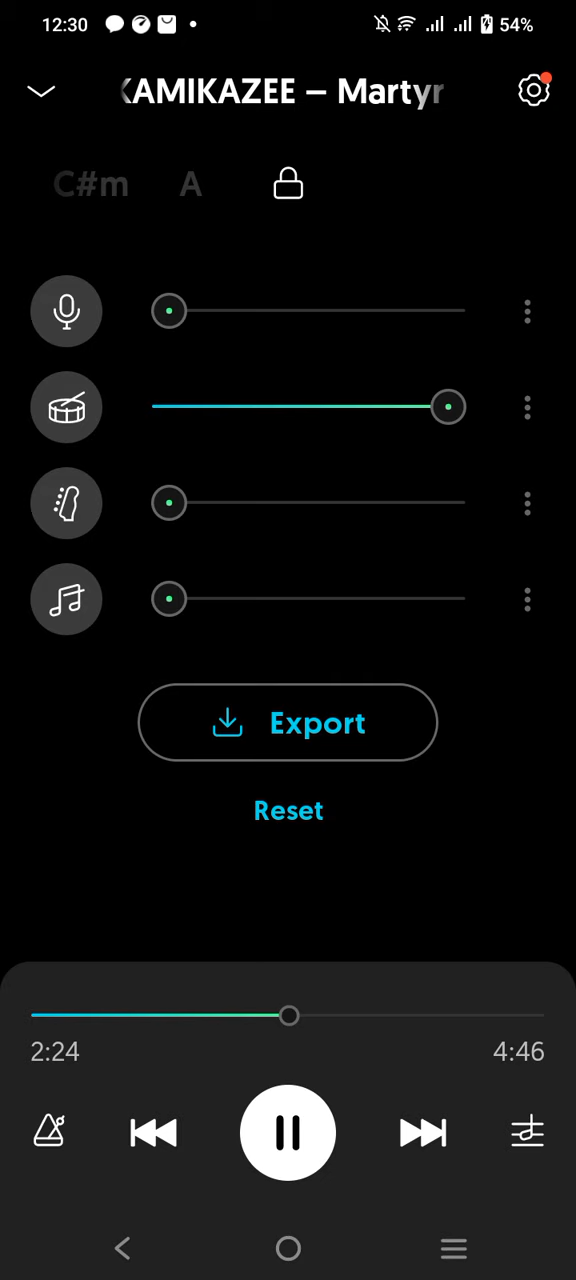 12:30 54%
KAMIKAZEE – Martyr
C#m A
Export
Reset
2:24 4:46